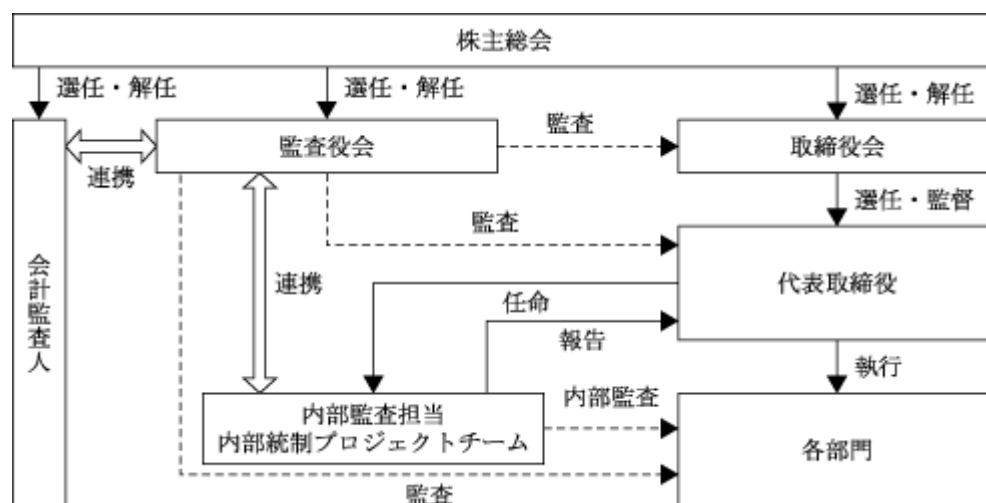 株主総会
選任・解任
選任・解任
選任・解任
監査役会
監査
取締役会
連携
選任・監督
監査
会計監査人
連携
代表取締役
任命
報告
執行
内部監査担当
内部統制プロジェクトチーム
内部監査
各部門
監査